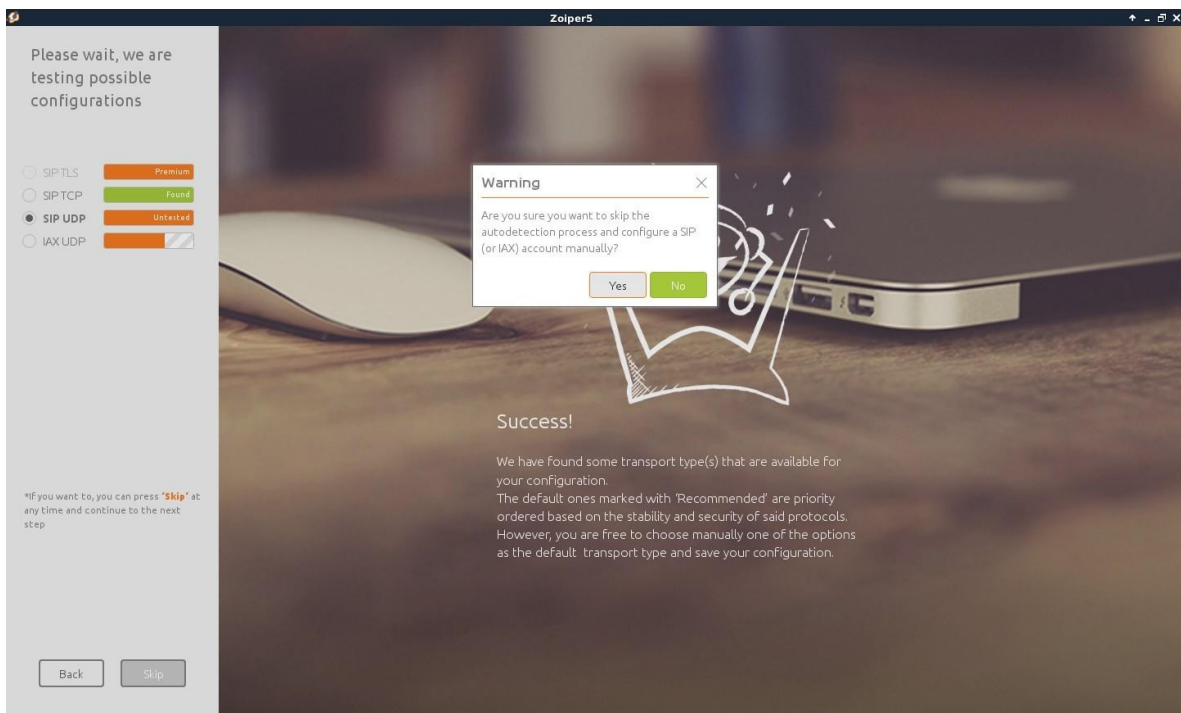 Zoiper5
Please wait, we are
testing possible
configurations
SIP TLS Premium
SIP TCP Found
SIP UDP Untested
IAX UDP
*If you want to, you can press 'Skip' at
any time and continue to the next
step
Back Skip
Warning
Are you sure you want to skip the
autodetection process and configure a SIP
(or IAX) account manually?
Yes No
Success!
We have found some transport type(s) that are available for
your configuration.
The default ones marked with 'Recommended' are priority
ordered based on the stability and security of said protocols.
However, you are free to choose manually one of the options
as the default transport type and save your configuration.